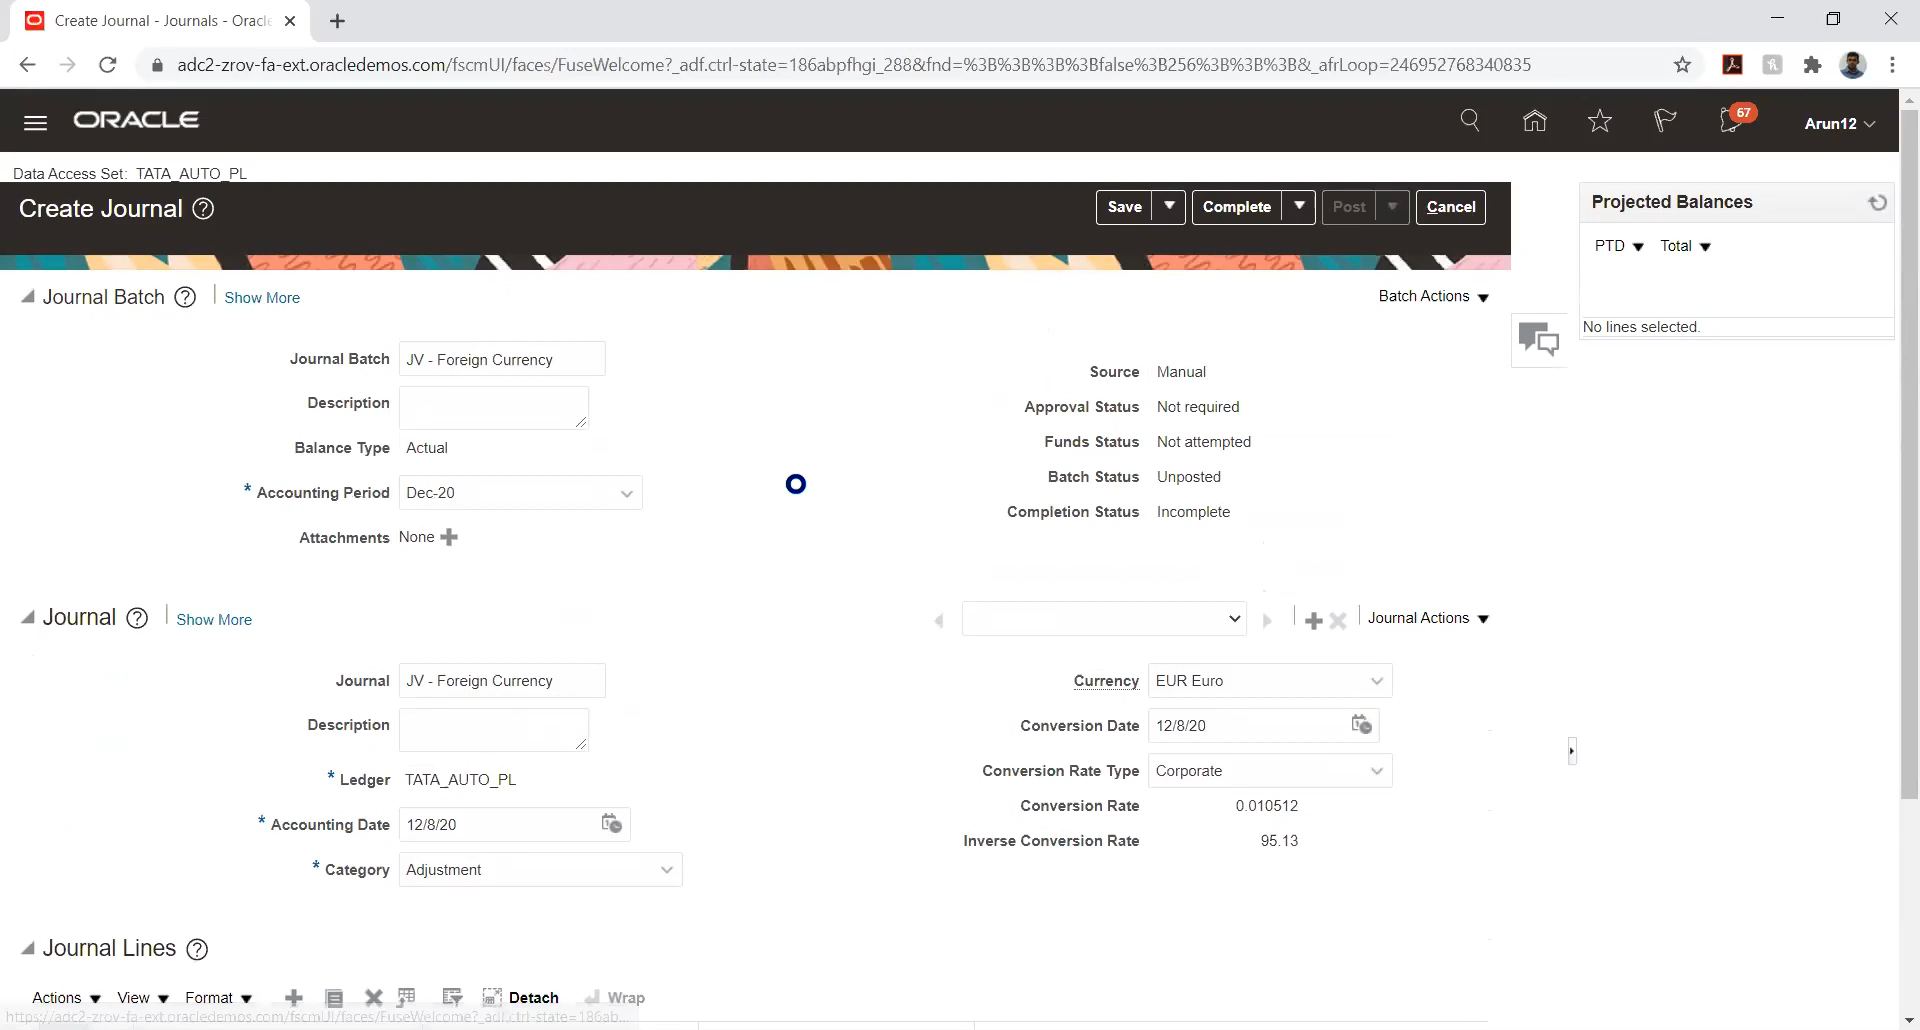 Create Journal - Journals - Oracle
adc2-zrov-fa-ext.oracledemos.com/fscmUI/faces/FuseWelcome?_adf.ctrl-state=186abpfhgi_288&fnd=%3B%3B%3B%3Bfalse%3B256%3B%3B%3B&_afrLoop=246952768340835
ORACLE
67
Arun12
Data Access Set: TATA_AUTO_PL
Create Journal
Save
Complete
Post
Cancel
Projected Balances
PTD
Total
No lines selected.
Journal Batch
Show More
Batch Actions
Journal Batch JV - Foreign Currency
Description
Balance Type Actual
* Accounting Period Dec-20
Attachments None
Source Manual
Approval Status Not required
Funds Status Not attempted
Batch Status Unposted
Completion Status Incomplete
Journal
Show More
Journal Actions
Journal JV - Foreign Currency
Description
* Ledger TATA_AUTO_PL
* Accounting Date 12/8/20
* Category Adjustment
Currency EUR Euro
Conversion Date 12/8/20
Conversion Rate Type Corporate
Conversion Rate 0.010512
Inverse Conversion Rate 95.13
Journal Lines
Actions View Format Detach Wrap
https://adc2-zrov-fa-ext.oracledemos.com/fscmUI/faces/FuseWelcome?_adf.ctrl-state=186ab...